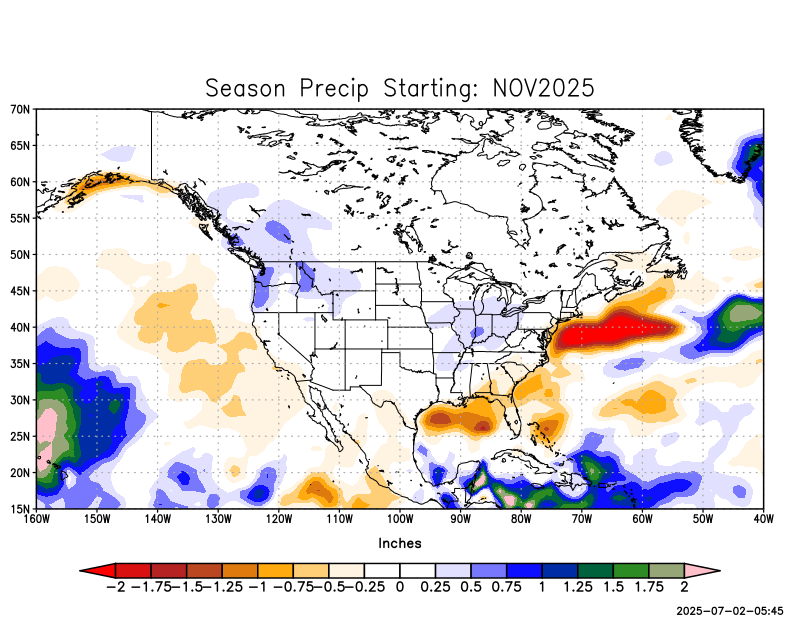 Season Precip Starting: NOV2025
70N
65N
60N
55N
50N
45N
40N
35N
30N
25N
20N
15N
160W 150W 140W 130W 120W 110W 100W 90W 80W 70W 60W 50W 40W
Inches
-2 -1.75 -1.5 -1.25 -1 -0.75 -0.5 -0.25 0 0.25 0.5 0.75 1 1.25 1.5 1.75 2
2025-07-02-05:45